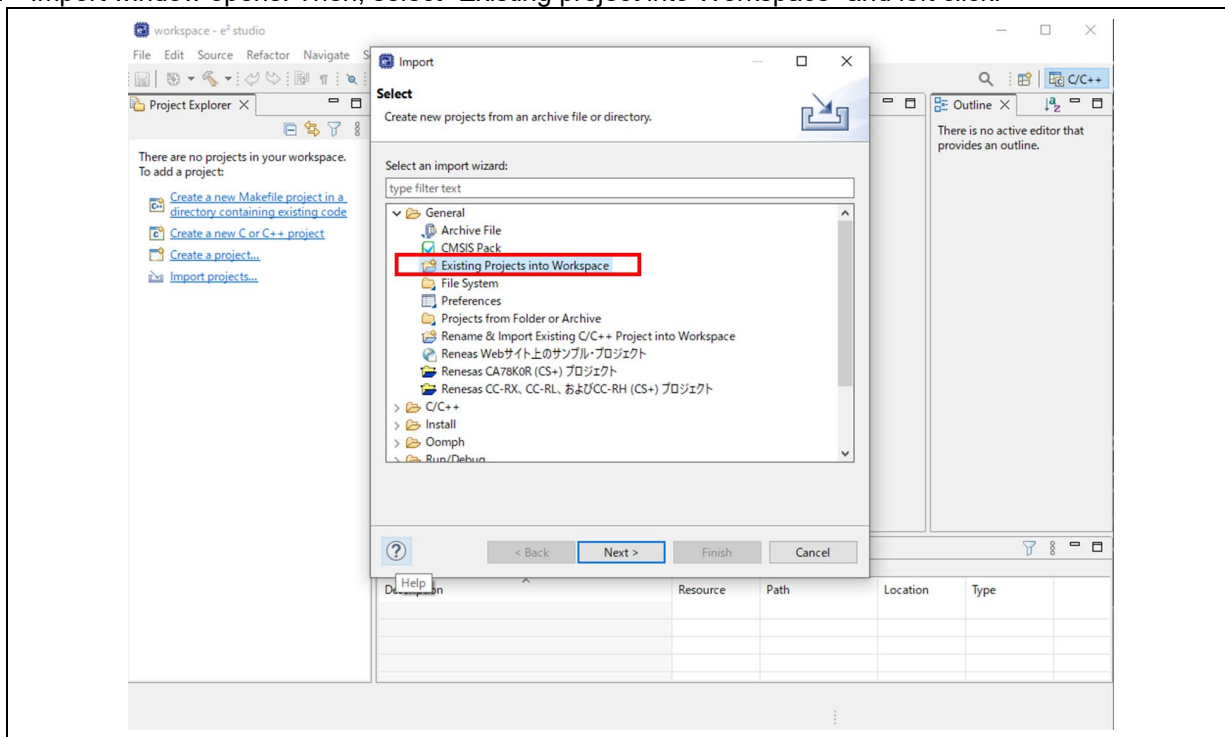 Import window opens. Then, select "Existing project into Workspace" and left click.
workspace - e² studio
File Edit Source Refactor Navigate
Project Explorer
There are no projects in your workspace.
To add a project:
Create a new Makefile project in a
directory containing existing code
Create a new C or C++ project
Create a project...
Import projects...
Import
Select
Create new projects from an archive file or directory.
Select an import wizard:
type filter text
General
Archive File
CMSIS Pack
Existing Projects into Workspace
File System
Preferences
Projects from Folder or Archive
Rename & Import Existing C/C++ Project into Workspace
Reneas Webサイト上のサンプル・プロジェクト
Renesas CA78K0R (CS+) プロジェクト
Renesas CC-RX、CC-RL、およびCC-RH (CS+) プロジェクト
C/C++
Install
Oomph
Run/Debug
< Back Next > Finish Cancel
Help
C/C++
Outline
There is no active editor that
provides an outline.
Resource Path Location Type